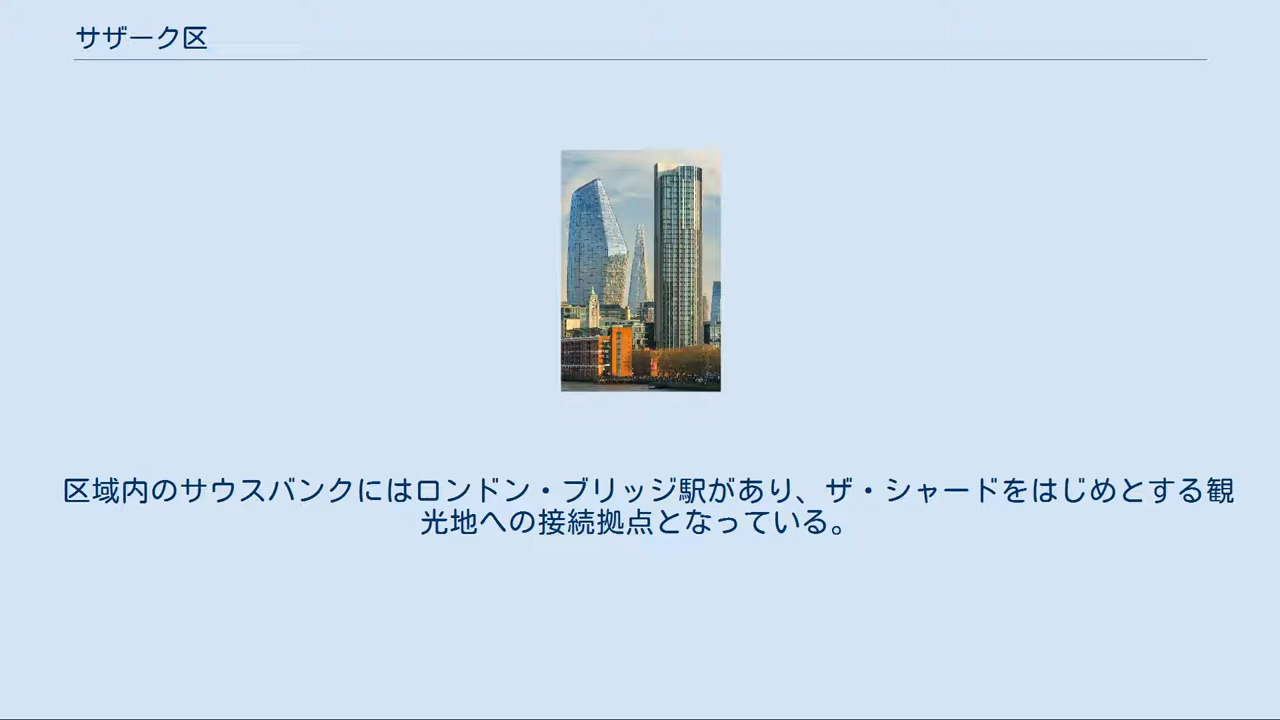 サザーク区
区域内のサウスバンクにはロンドン・ブリッジ駅があり、ザ・シャードをはじめとする観
光地への接続拠点となっている。